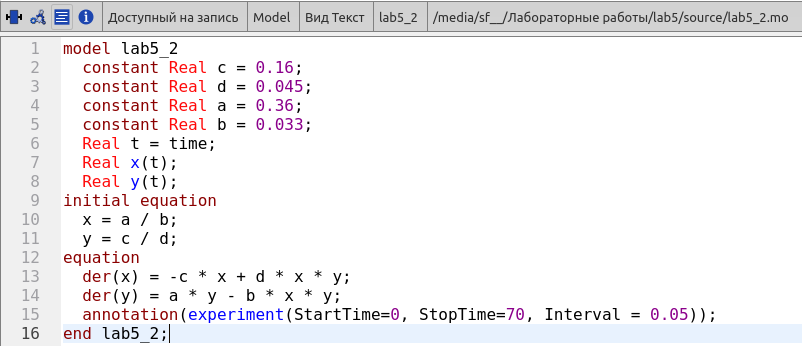 Доступный на запись Model Вид Текст lab5_2 /media/sf__/Лабораторные работы/lab5/source/lab5_2.mo
1 model lab5_2
2 constant Real c = 0.16;
3 constant Real d = 0.045;
4 constant Real a = 0.36;
5 constant Real b = 0.033;
6 Real t = time;
7 Real x(t);
8 Real y(t);
9 initial equation
10 x = a / b;
11 y = c / d;
12 equation
13 der(x) = -c * x + d * x * y;
14 der(y) = a * y - b * x * y;
15 annotation(experiment(StartTime=0, StopTime=70, Interval = 0.05));
16 end lab5_2;